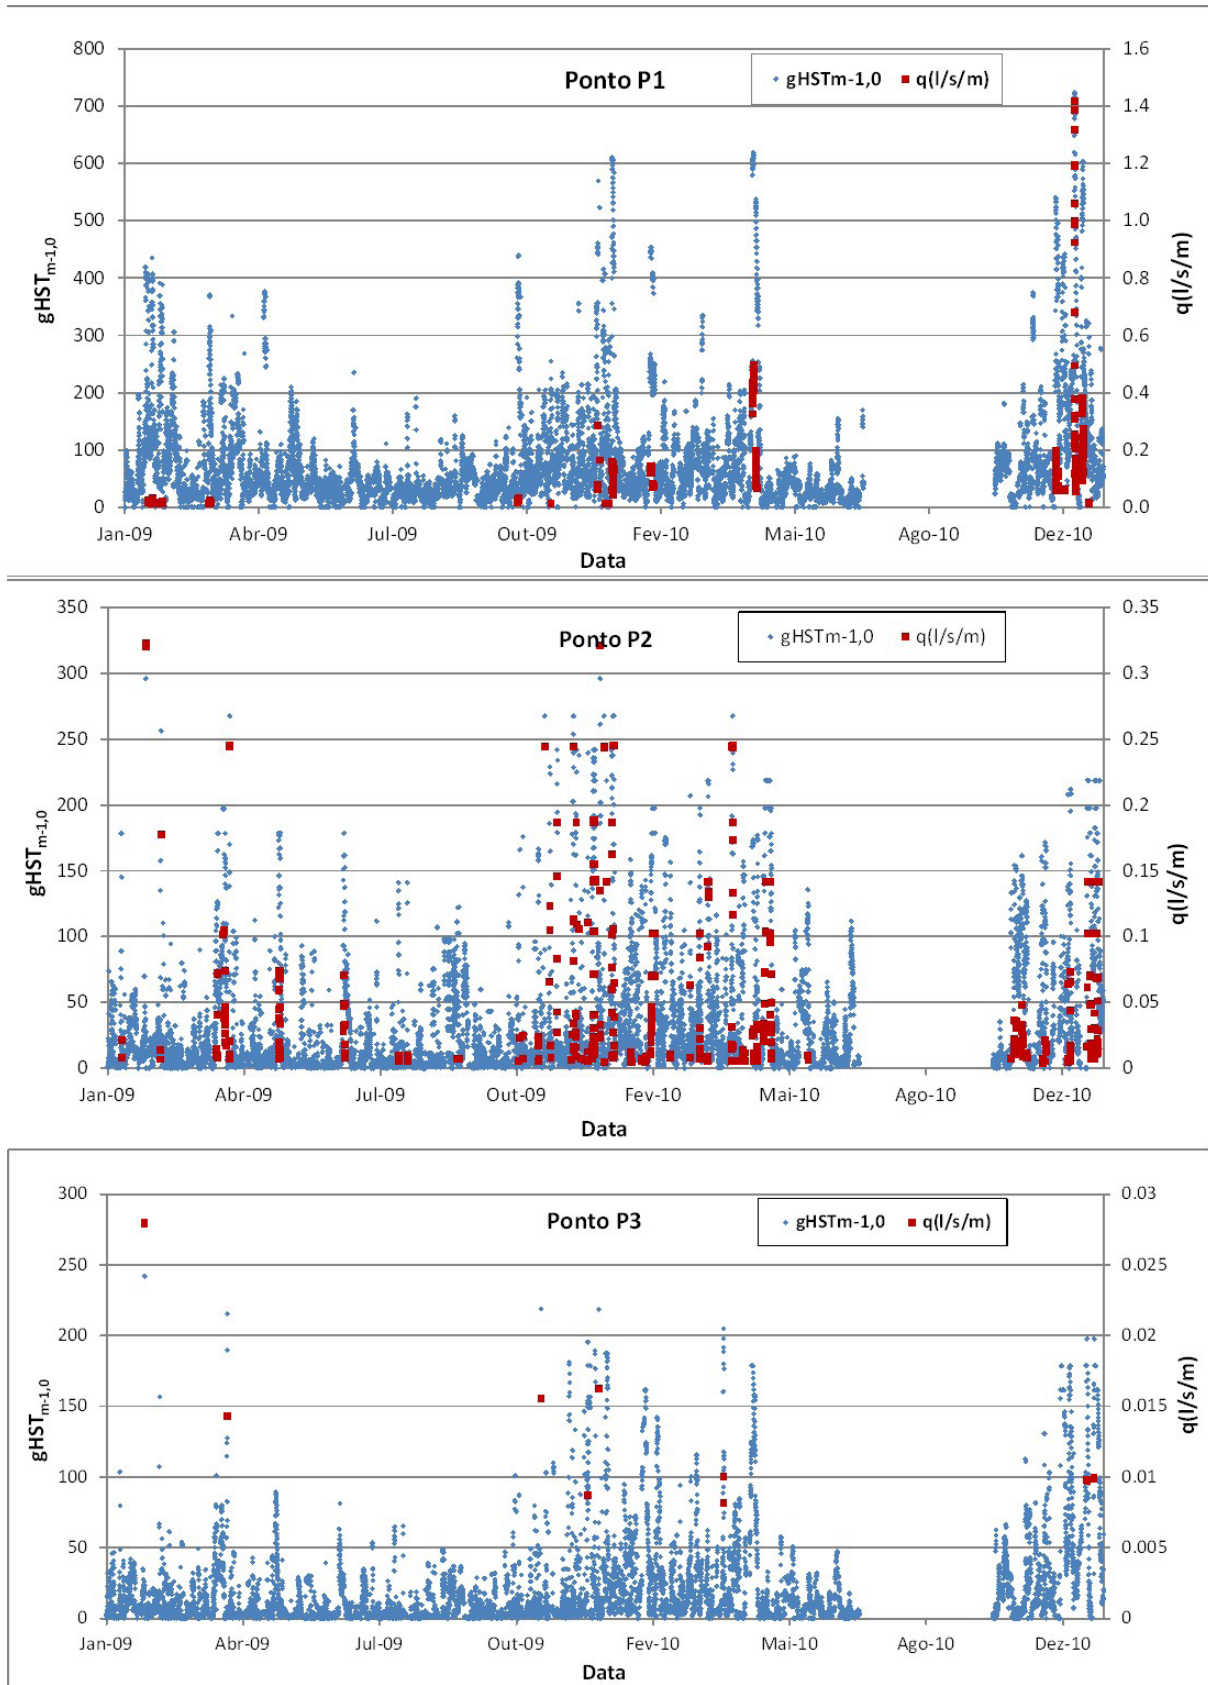 Ponto P1
gHSTm-1,0 q(l/s/m)
800 1.6
700 1.4
600 1.2
500 1.0
400 0.8
300 0.6
200 0.4
100 0.2
0 0.0
gHSTm-1,0
q(l/s/m)
Jan-09 Abr-09 Jul-09 Out-09 Fev-10 Mai-10 Ago-10 Dez-10
Data
Ponto P2
gHSTm-1,0 q(l/s/m)
350 0.35
300 0.3
250 0.25
200 0.2
150 0.15
100 0.1
50 0.05
0 0
gHSTm-1,0
q(l/s/m)
Jan-09 Abr-09 Jul-09 Out-09 Fev-10 Mai-10 Ago-10 Dez-10
Data
Ponto P3
gHSTm-1,0 q(l/s/m)
300 0.03
250 0.025
200 0.02
150 0.015
100 0.01
50 0.005
0 0
gHSTm-1,0
q(l/s/m)
Jan-09 Abr-09 Jul-09 Out-09 Fev-10 Mai-10 Ago-10 Dez-10
Data